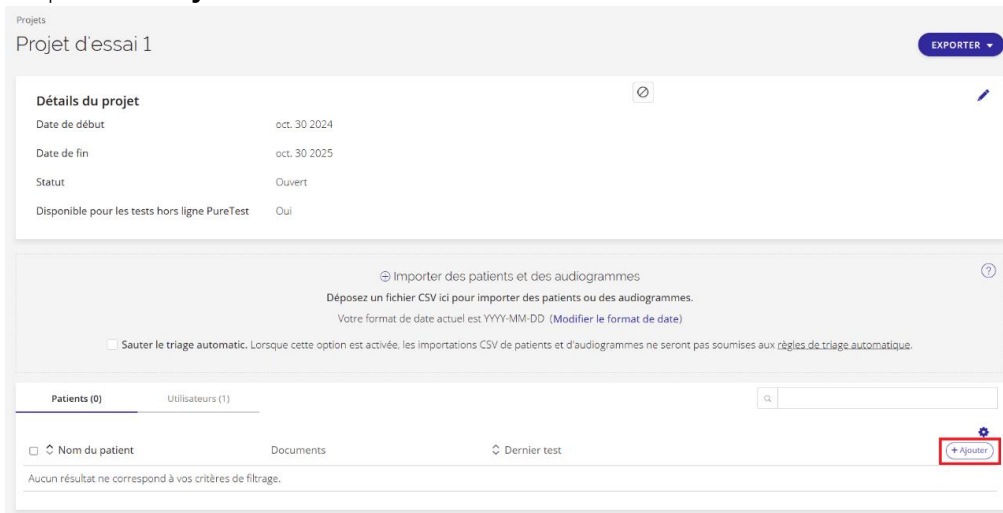 Projets
Projet d'essai 1
EXPORTER
Détails du projet
Date de début oct. 30 2024
Date de fin oct. 30 2025
Statut Ouvert
Disponible pour les tests hors ligne PureTest Oui
Importer des patients et des audiogrammes
Déposez un fichier CSV ici pour importer des patients ou des audiogrammes.
Votre format de date actuel est YYYY-MM-DD (Modifier le format de date)
Sauter le triage automatic. Lorsque cette option est activée, les importations CSV de patients et d'audiogrammes ne seront pas soumises aux règles de triage automatique.
Patients (0) Utilisateurs (1)
Nom du patient Documents Dernier test + Ajouter
Aucun résultat ne correspond à vos critères de filtrage.